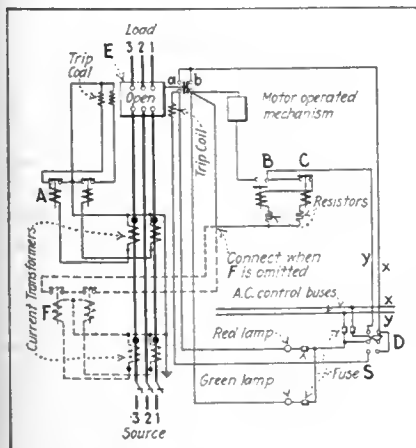 Load
3 2 1
E
Trip
Coal
Open
a b
Motor operated
mechanism
Trip Coil
B C
A
Resistors
Current Transformers
Connect when
F is omitted
y
x
A.C. control buses
x
y
F
Red lamp
D
S
Green lamp
Fuse
3 2 1
Source